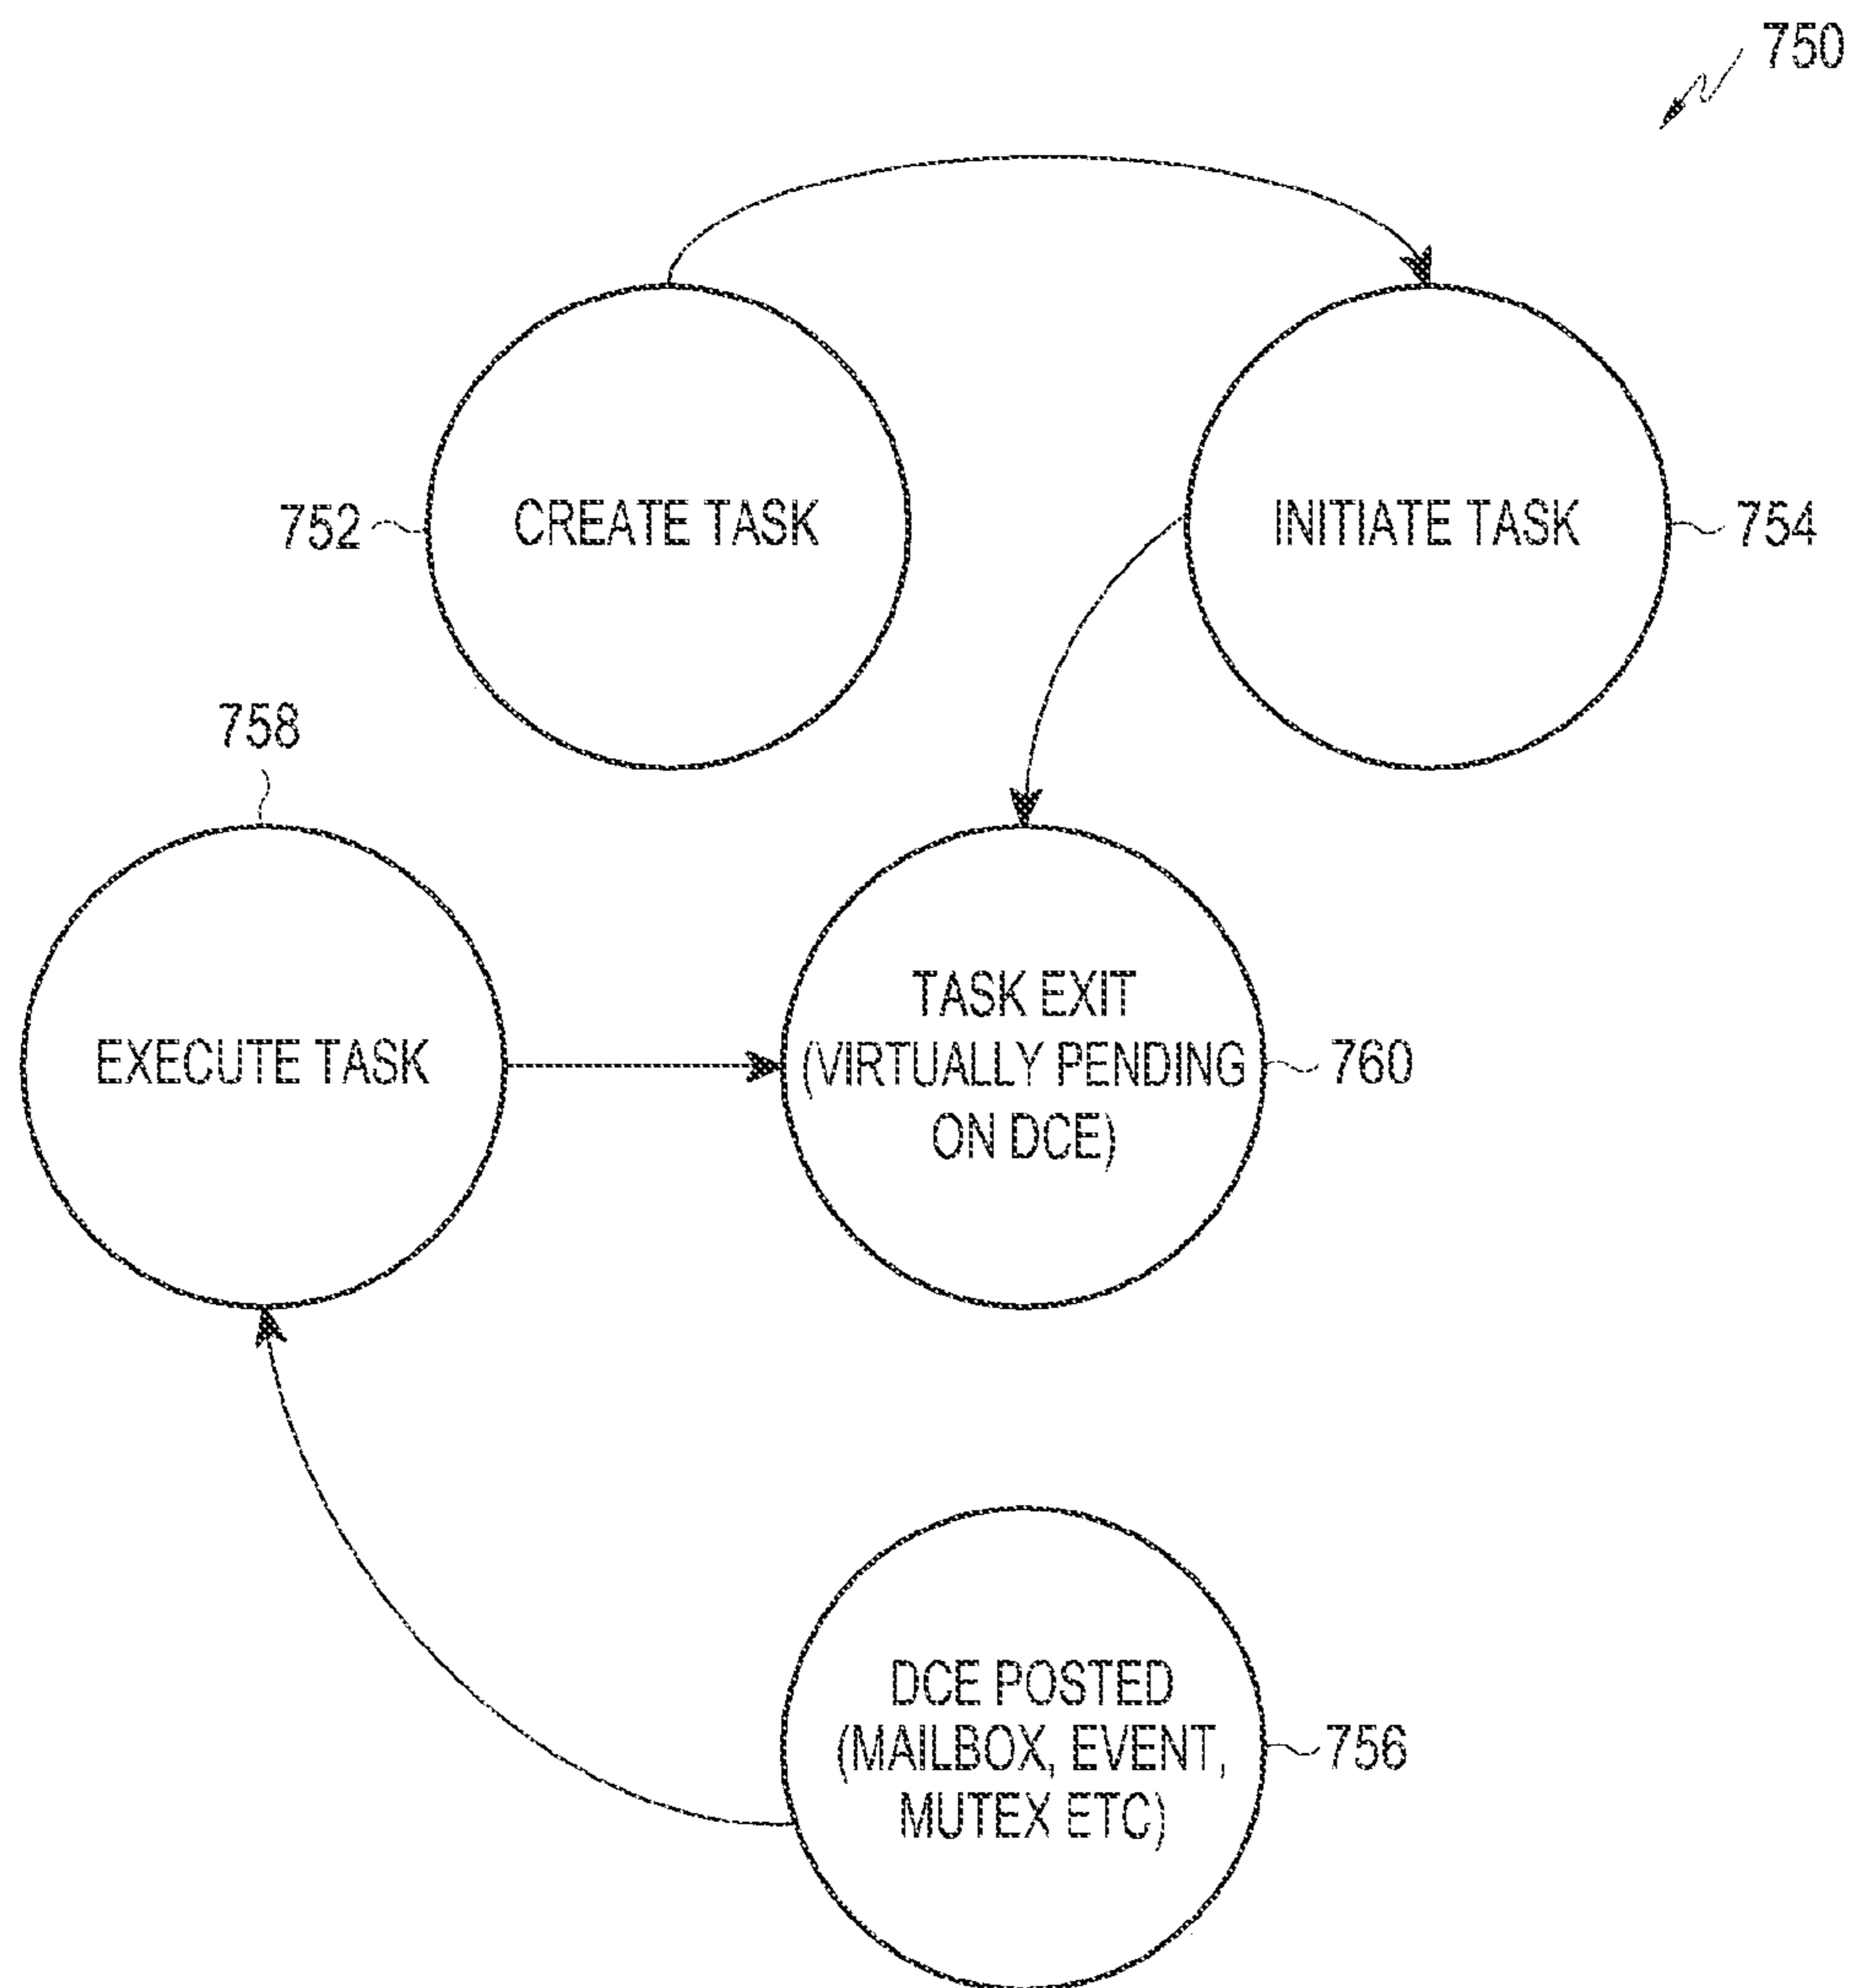 750
CREATE TASK
752
INITIATE TASK
754
758
EXECUTE TASK
TASK EXIT
(VIRTUALLY PENDING
ON DCE)
760
DCE POSTED
(MAILBOX, EVENT,
MUTEX ETC)
756